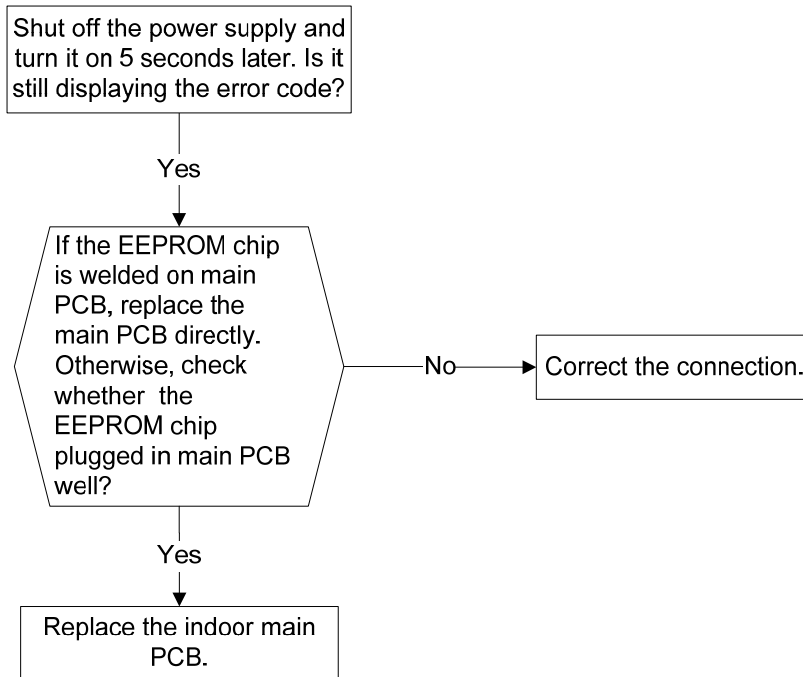 Shut off the power supply and
turn it on 5 seconds later. Is it
still displaying the error code?
Yes
If the EEPROM chip
is welded on main
PCB, replace the
main PCB directly.
Otherwise, check
whether the
EEPROM chip
plugged in main PCB
well?
No
Correct the connection.
Yes
Replace the indoor main
PCB.